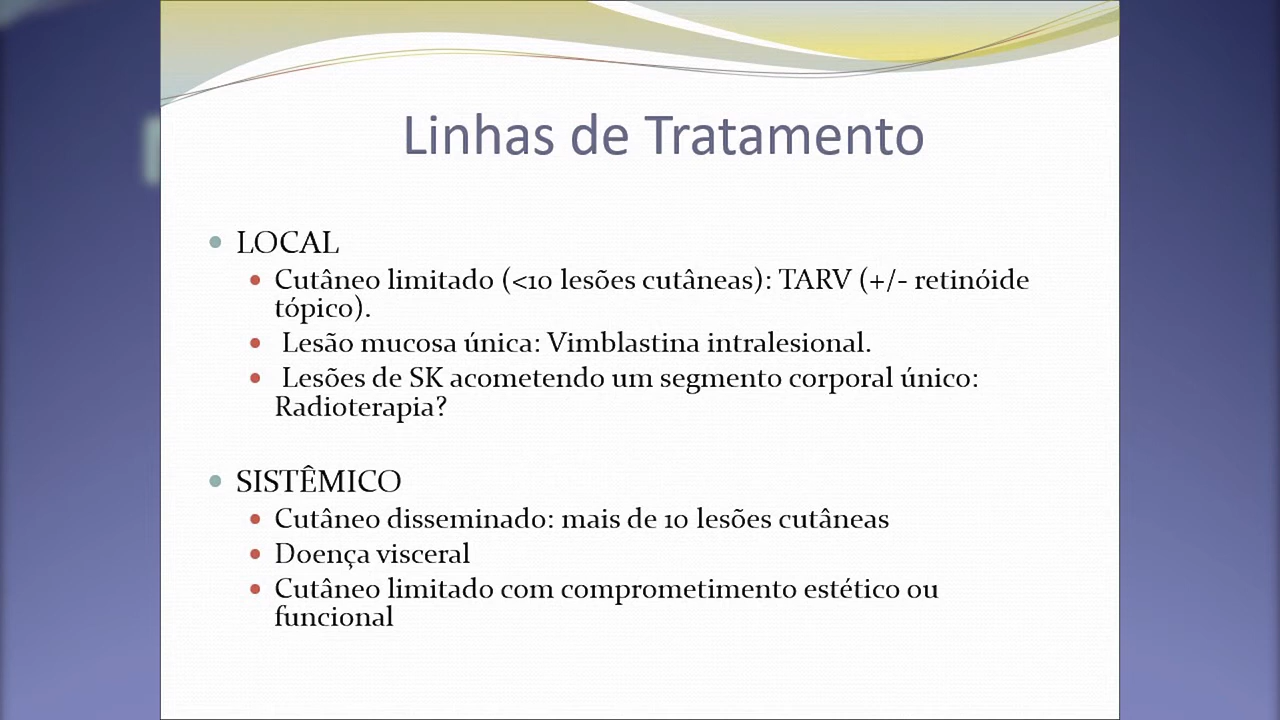 Linhas de Tratamento
LOCAL
Cutâneo limitado (<10 lesões cutâneas): TARV (+/- retinóide
tópico).
Lesão mucosa única: Vimblastina intralesional.
Lesões de SK acometendo um segmento corporal único:
Radioterapia?
SISTÊMICO
Cutâneo disseminado: mais de 10 lesões cutâneas
Doença visceral
Cutâneo limitado com comprometimento estético ou
funcional